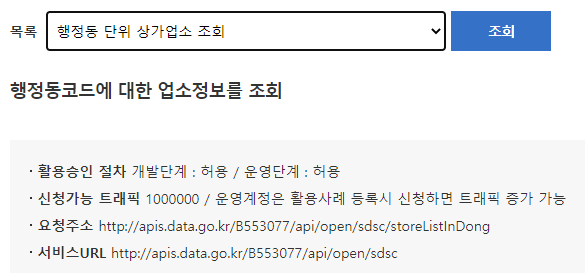 목록 행정동 단위 상가업소 조회 조회
행정동코드에 대한 업소정보를 조회
· 활용승인 절차 개발단계 : 허용 / 운영단계 : 허용
· 신청가능 트래픽 1000000 / 운영계정은 활용사례 등록시 신청하면 트래픽 증가 가능
· 요청주소 http://apis.data.go.kr/B553077/api/open/sdsc/storeListInDong
· 서비스URL http://apis.data.go.kr/B553077/api/open/sdsc